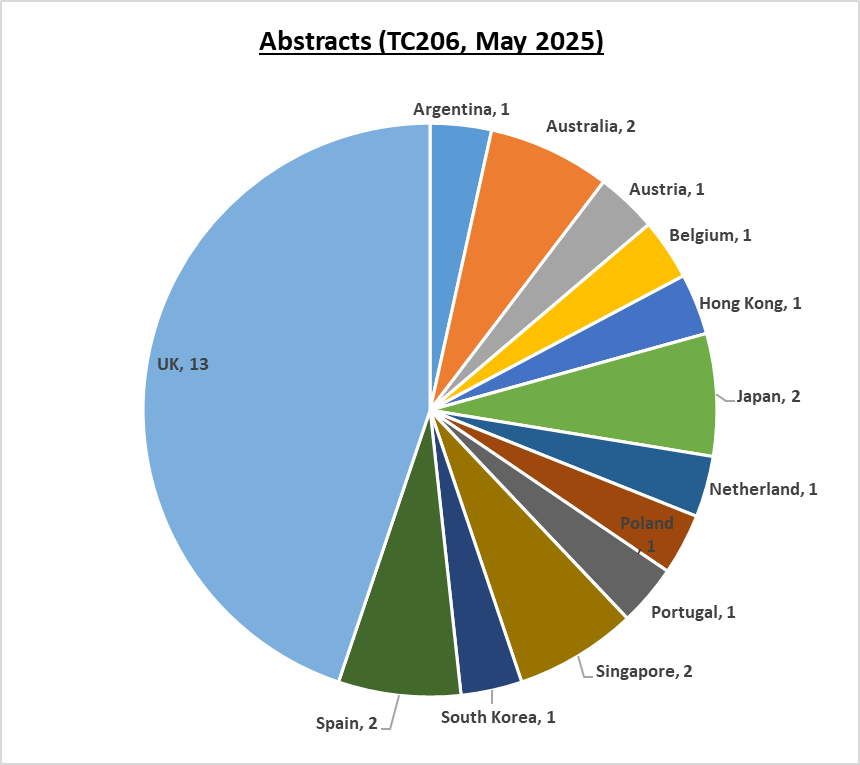 Abstracts (TC206, May 2025)
Argentina, 1
Australia, 2
Austria, 1
Belgium, 1
Hong Kong, 1
Japan, 2
Netherland, 1
Poland
1
Portugal, 1
Singapore, 2
South Korea, 1
Spain, 2
UK, 13